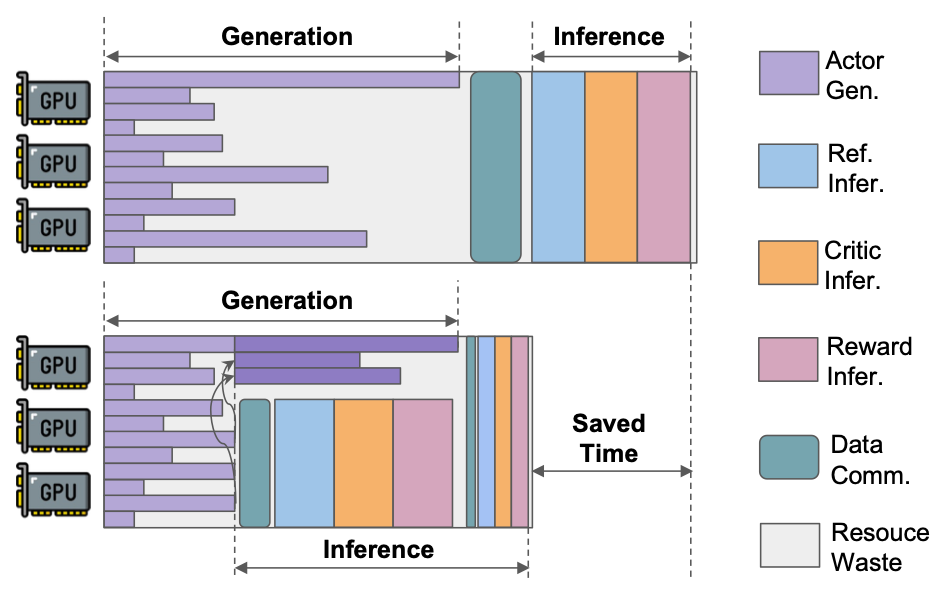 Generation
Inference
GPU
GPU
GPU
Actor
Gen.
Ref.
Infer.
Critic
Infer.
Reward
Infer.
Data
Comm.
Resouce
Waste
Generation
GPU
GPU
GPU
Saved
Time
Inference